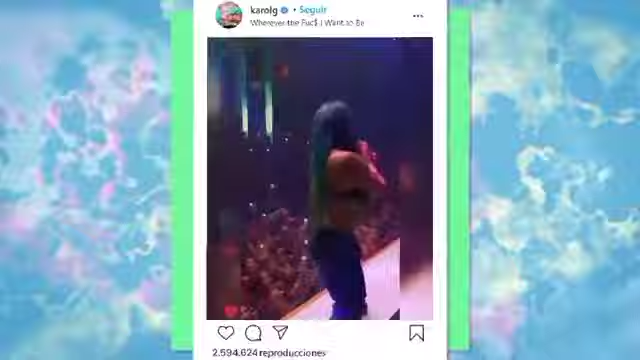 karolg • Seguir
Wherever the Fuc$ I Want to Be
2.594.624 reproducciones